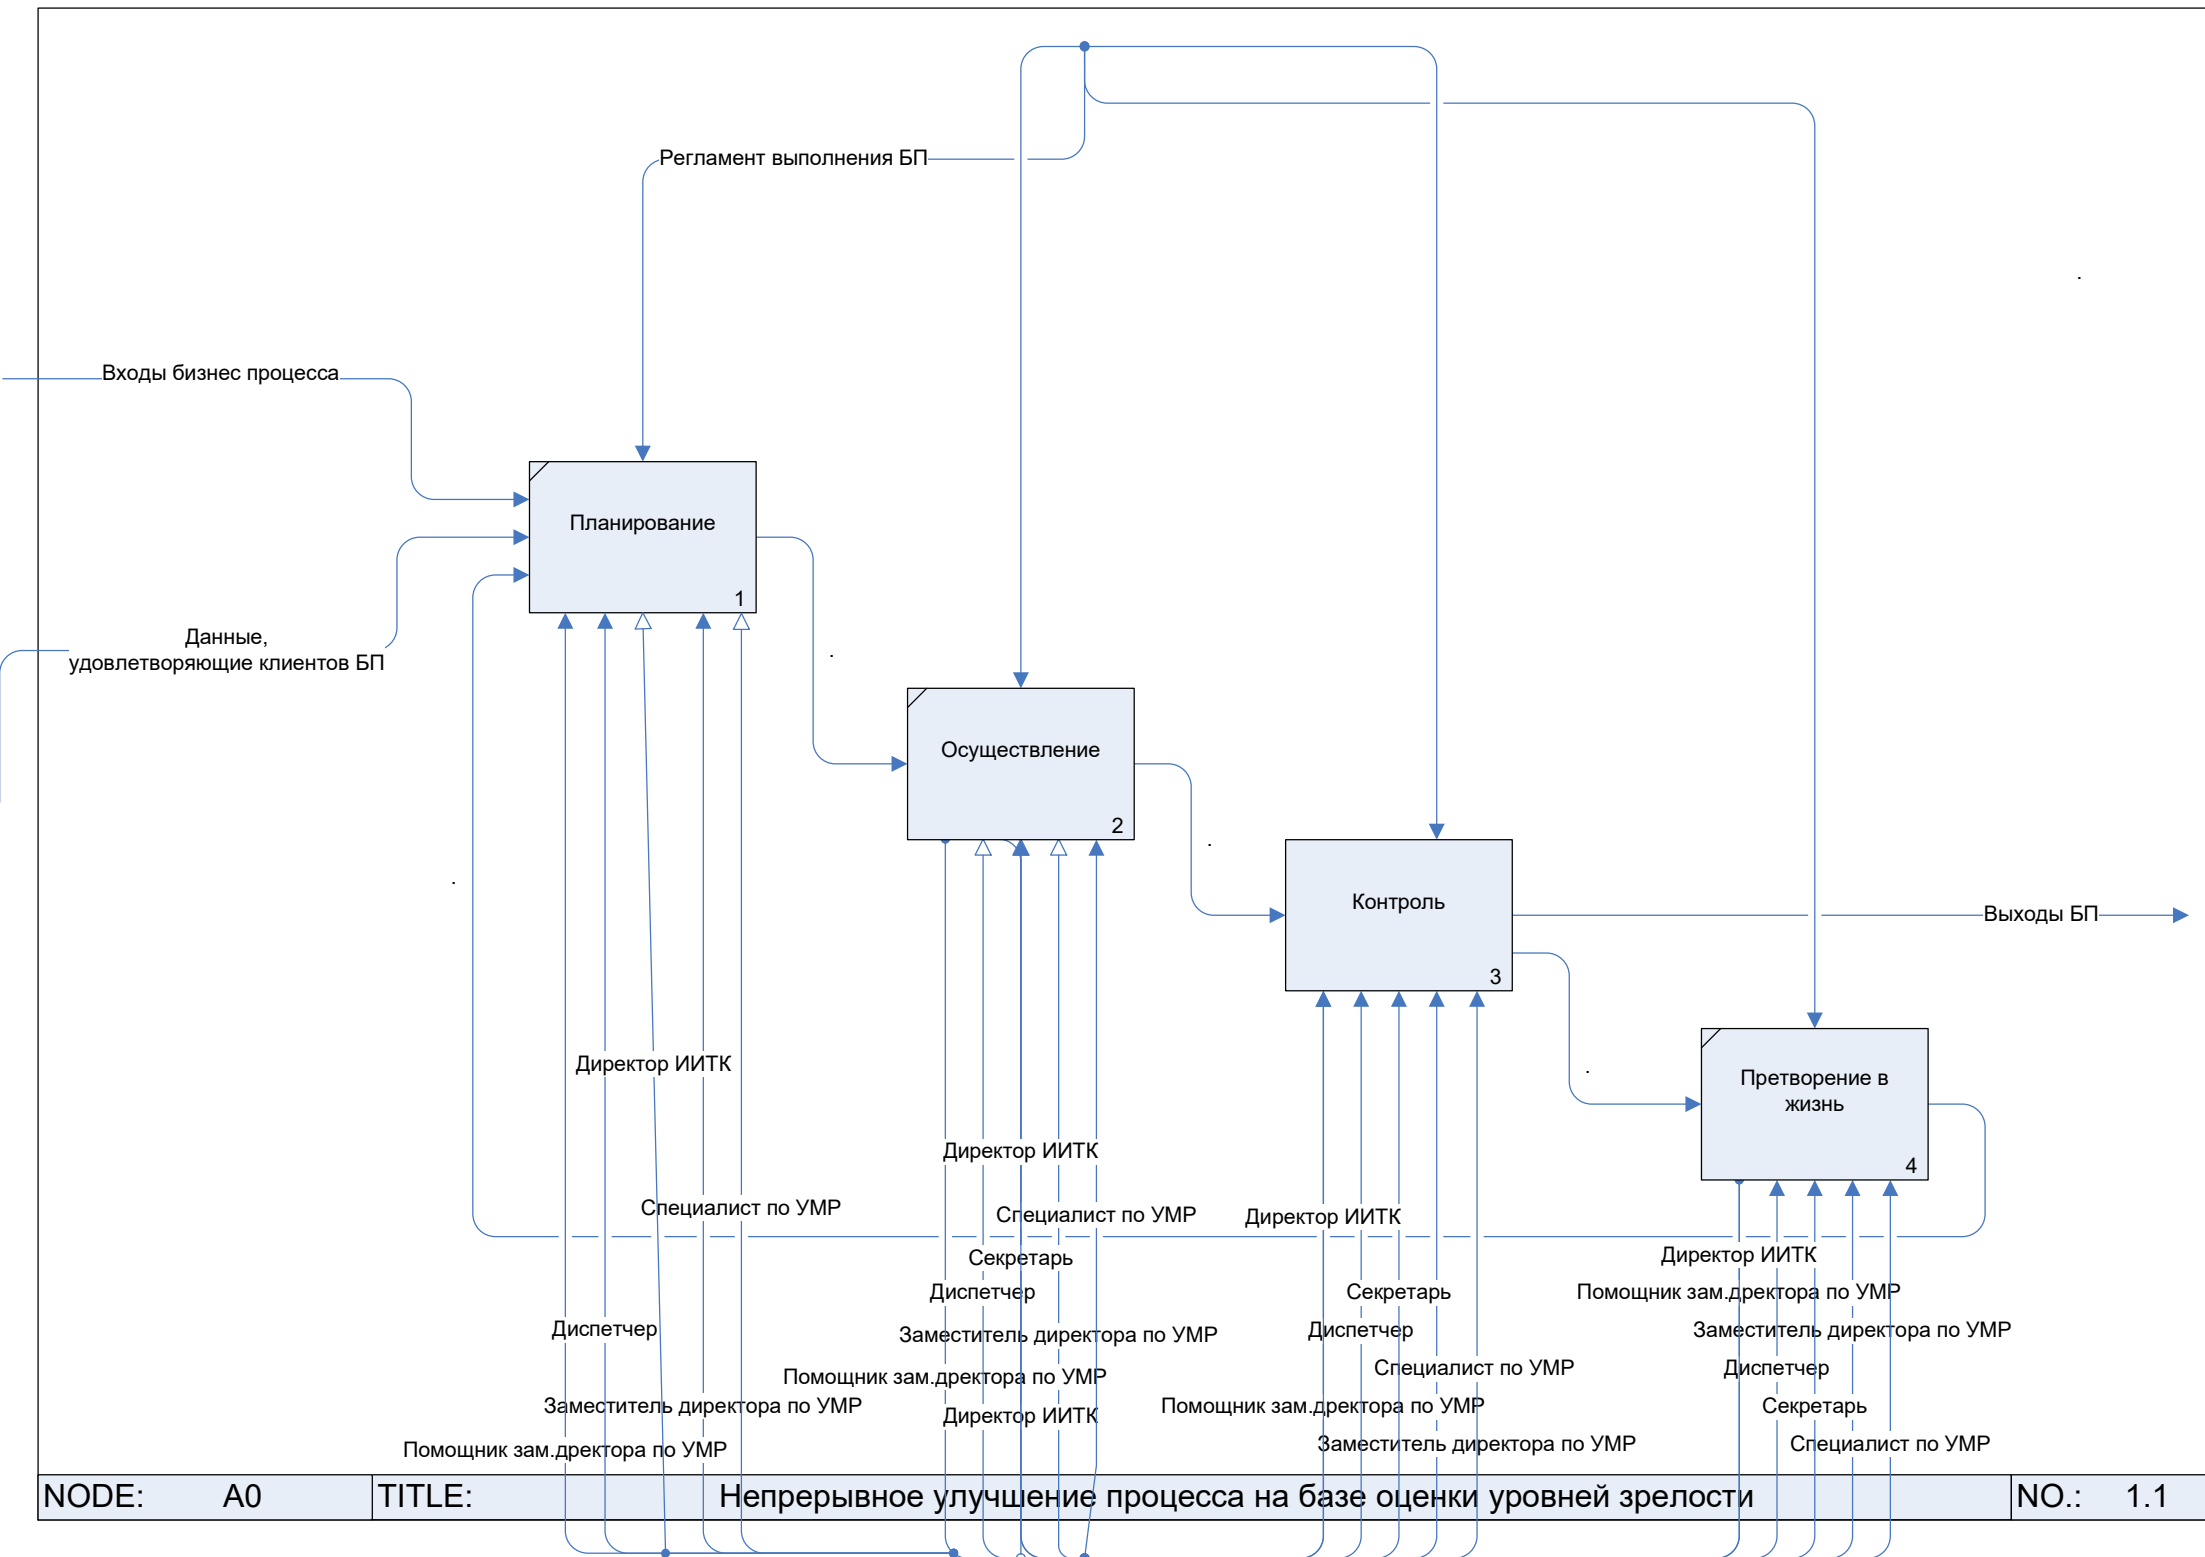 Регламент выполнения БП
Входы бизнес процесса
Планирование
1
Данные,
удовлетворяющие клиентов БП
Осуществление
2
Контроль
3
Выходы БП
Претворение в
жизнь
4
Директор ИИТК
Директор ИИТК
Специалист по УМР
Специалист по УМР
Директор ИИТК
Секретарь
Директор ИИТК
Диспетчер
Секретарь
Помощник зам.дректора по УМР
Диспетчер
Заместитель директора по УМР
Диспетчер
Заместитель директора по УМР
Помощник зам.дректора по УМР
Специалист по УМР
Диспетчер
Заместитель директора по УМР
Директор ИИТК
Помощник зам.дректора по УМР
Секретарь
Помощник зам.дректора по УМР
Заместитель директора по УМР
Специалист по УМР
NODE: A0 TITLE: Непрерывное улучшение процесса на базе оценки уровней зрелости NO.: 1.1